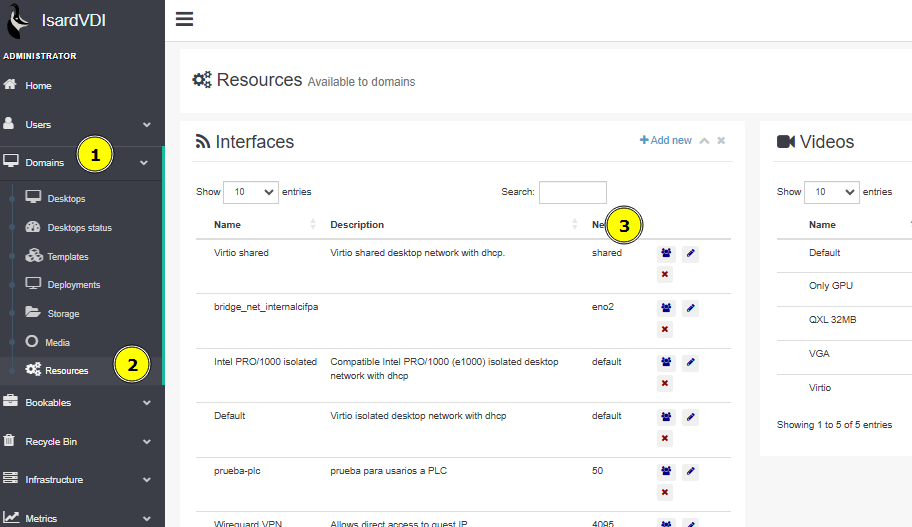 IsardVDI
ADMINISTRATOR
Home
Users
Domains
1
Desktops
Desktops status
Templates
Deployments
Storage
Media
Resources
2
Bookables
Recycle Bin
Infrastructure
Metrics
Resources Available to domains
Interfaces
Add new
Show 10 entries
Search:
Name Description
3
Virtio shared Virtio shared desktop network with dhcp. shared
bridge_net_internalcifpa eno2
Intel PRO/1000 isolated Compatible Intel PRO/1000 (e1000) isolated desktop default
network with dhcp
Default Virtio isolated desktop network with dhcp default
prueba-plc prueba para usarios a PLC 50
Wireguard VPN Allows direct access to guest IP 4095
Videos
Show 10 entries
Name
Default
Only GPU
QXL 32MB
VGA
Virtio
Showing 1 to 5 of 5 entries